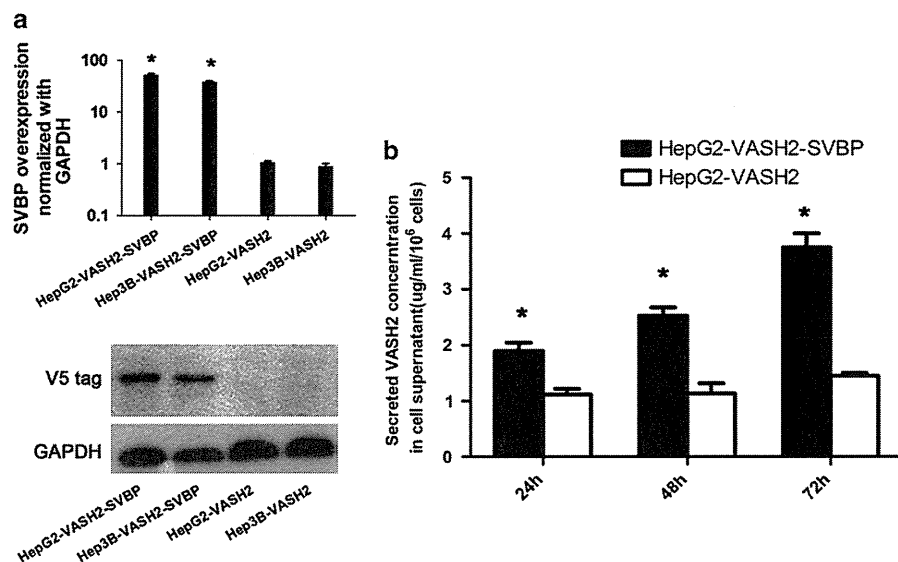 a
SVBP overexpression
normalized with
GAPDH
100
10
1
0.1
*
*
HepG2-VASH2-SVBP
Hep3B-VASH2-SVBP
HepG2-VASH2
Hep3B-VASH2
V5 tag
GAPDH
HepG2-VASH2-SVBP
Hep3B-VASH2-SVBP
HepG2-VASH2
Hep3B-VASH2
b
HepG2-VASH2-SVBP
HepG2-VASH2
Secreted VASH2 concerntration
in cell supernatant(ug/ml/10⁶ cells)
5
4
3
2
1
0
*
*
*
24h
48h
72h